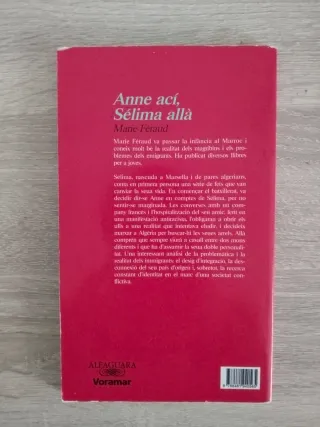 Anne ací,
Sélima allà
Marie Féraud
Marie Féraud va passar la infància al Marroc i
coneix molt bé la realitat dels magribins i els pro-
blemes dels emigrants. Ha publicat diversos llibres
per a joves.
Sélima, nascuda a Marsella i de pares algerians,
conta en primera persona una sèrie de fets que van
canviar la seua vida. En començar el batxillerat, va
decidir dir-se Anne en comptes de Sélima, per no
sentir-se marginada. Les converses amb un com-
pany francés i l'hospitalització del seu amic, ferit en
una manifestació antiracista, l'obligaran a obrir els
ulls a una realitat que intentava eludir, i decideix
marxar a Algèria per buscar-hi les seues arrels. Allà
comprén que sempre viurà a cavall entre dos mons
diferents i que ha d'assumir la seua doble personali-
tat. Una interessant anàlisi de la problemàtica i la
realitat dels immigrants: el desig d'integració, la des-
connexió del seu país d'origen i, sobretot, la recerca
constant d'identitat en el marc d'una societat con-
flictiva.
ALFAGUARA
Voramar